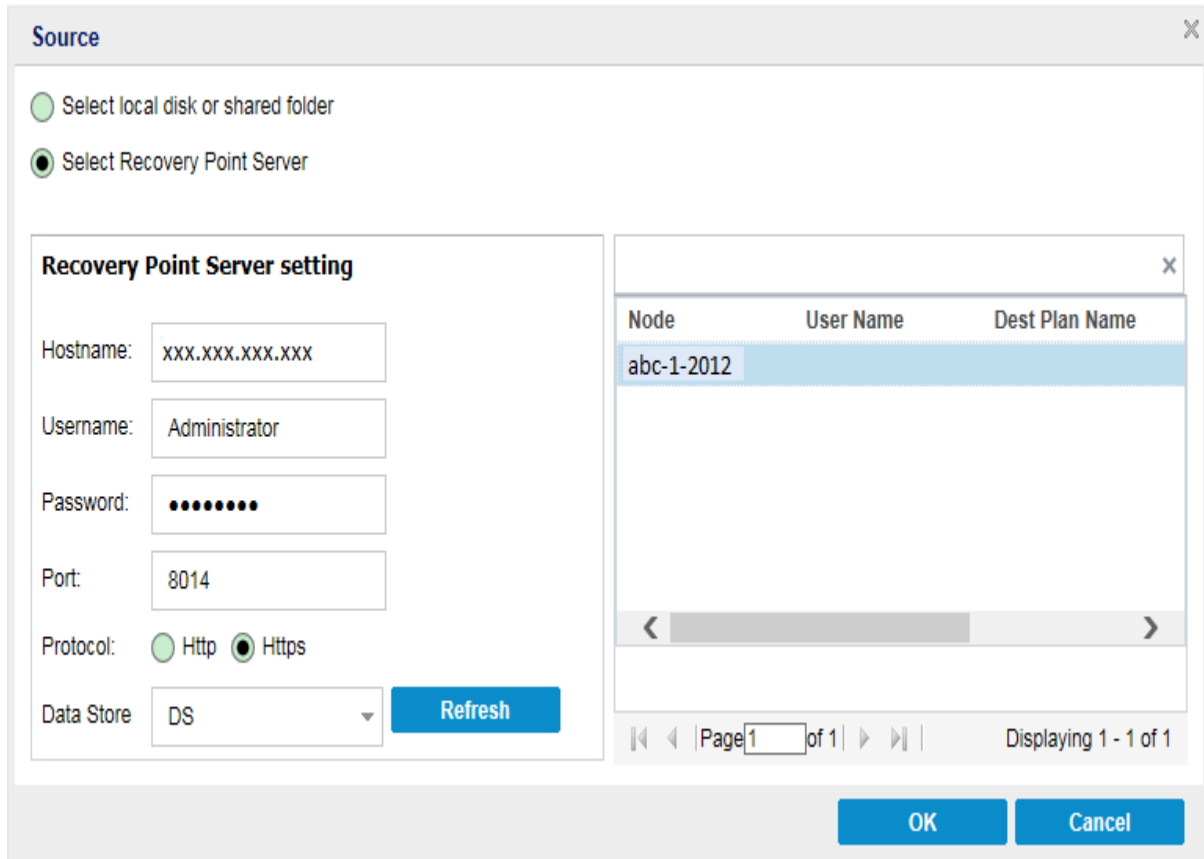 Source
Select local disk or shared folder
Select Recovery Point Server
Recovery Point Server setting
Hostname: xxx.xxx.xxx.xxx
Username: Administrator
Password: ••••••••
Port: 8014
Protocol: Http Https
Data Store DS Refresh
Node User Name Dest Plan Name
abc-1-2012
Page 1 of 1 Displaying 1 - 1 of 1
OK Cancel